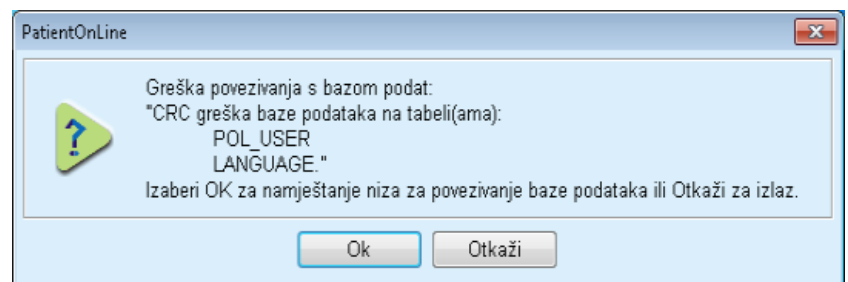 PatientOnLine
Greška povezivanja s bazom podat:
"CRC greška baze podataka na tabeli(ama):
POL_USER
LANGUAGE."
Izaberi OK za namještanje niza za povezivanje baze podataka ili Otkaži za izlaz.
Ok Otkaži